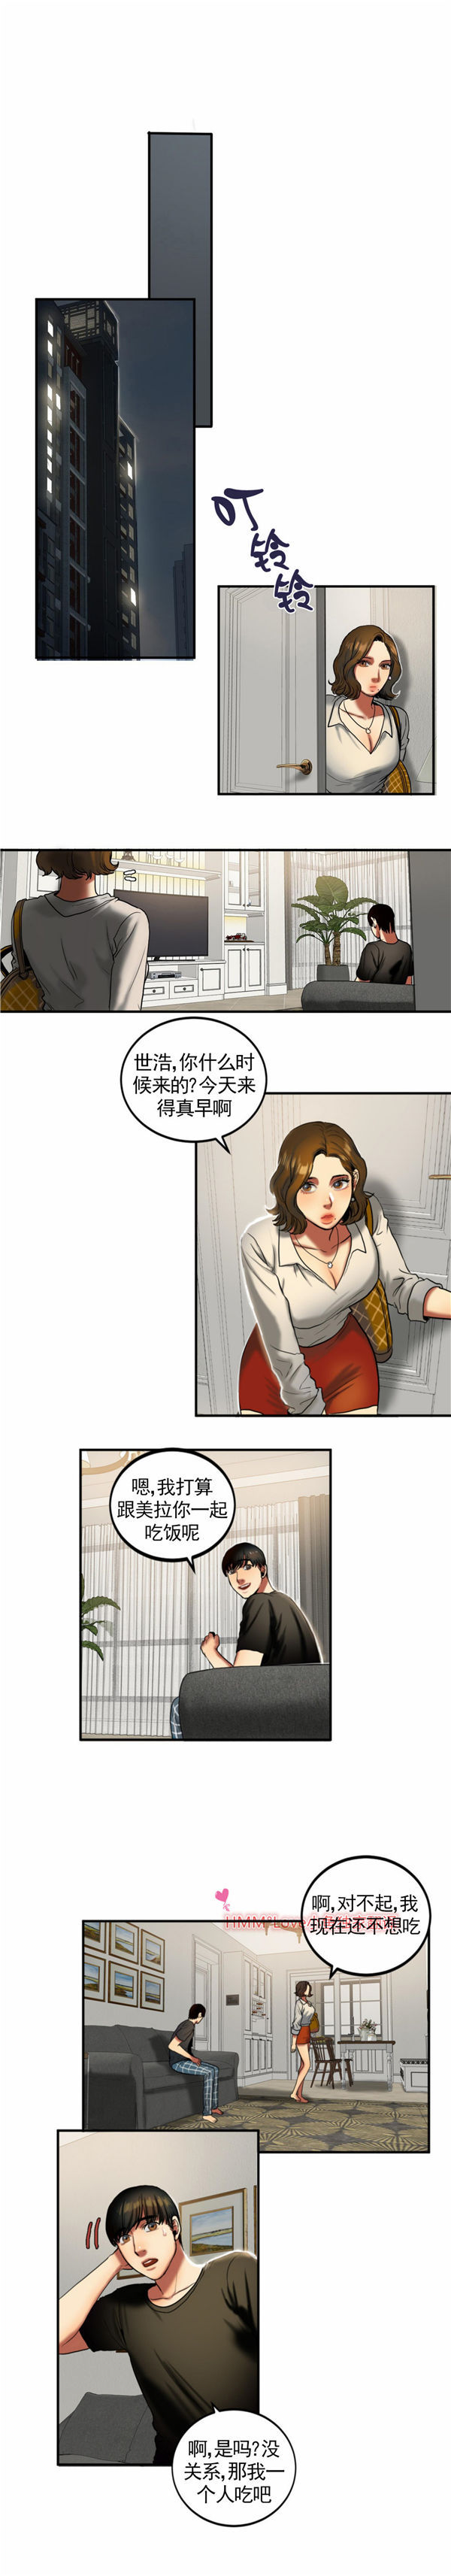 叮
铃
铃
世浩,你什么时
候来的?今天来
得真早啊
嗯,我打算
跟美拉你一起
吃饭呢
啊,对不起,我
现在还不想吃
HMM&Love
啊,是吗?没
关系,那我一
个人吃吧